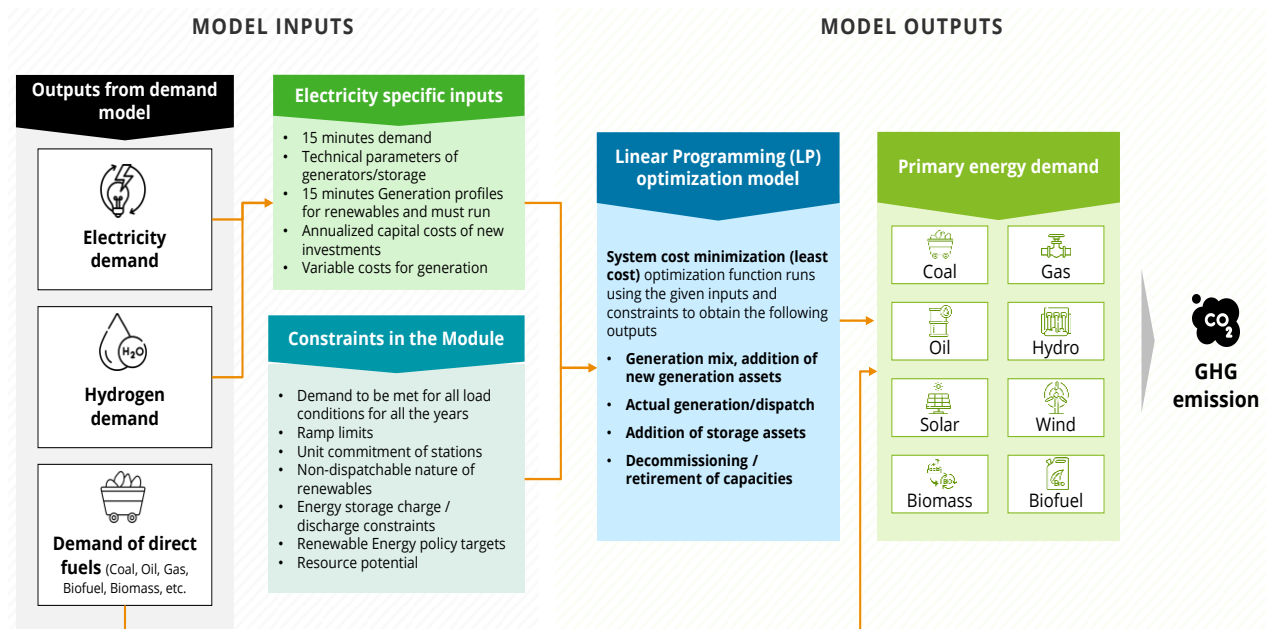 MODEL INPUTS
MODEL OUTPUTS
Outputs from demand
model
Electricity
demand
H₂O
Hydrogen
demand
Demand of direct
fuels (Coal, Oil, Gas,
Biofuel, Biomass, etc.
Electricity specific inputs
• 15 minutes demand
• Technical parameters of
generators/storage
• 15 minutes Generation profiles
for renewables and must run
• Annualized capital costs of new
investments
• Variable costs for generation
Constraints in the Module
• Demand to be met for all load
conditions for all the years
• Ramp limits
• Unit commitment of stations
• Non-dispatchable nature of
renewables
• Energy storage charge /
discharge constraints
• Renewable Energy policy targets
• Resource potential
Linear Programming (LP)
optimization model
System cost minimization (least
cost) optimization function runs
using the given inputs and
constraints to obtain the following
outputs
• Generation mix, addition of
new generation assets
• Actual generation/dispatch
• Addition of storage assets
• Decommissioning /
retirement of capacities
Primary energy demand
Coal
Gas
Oil
Hydro
Solar
Wind
Biomass
Biofuel
CO₂
GHG
emission